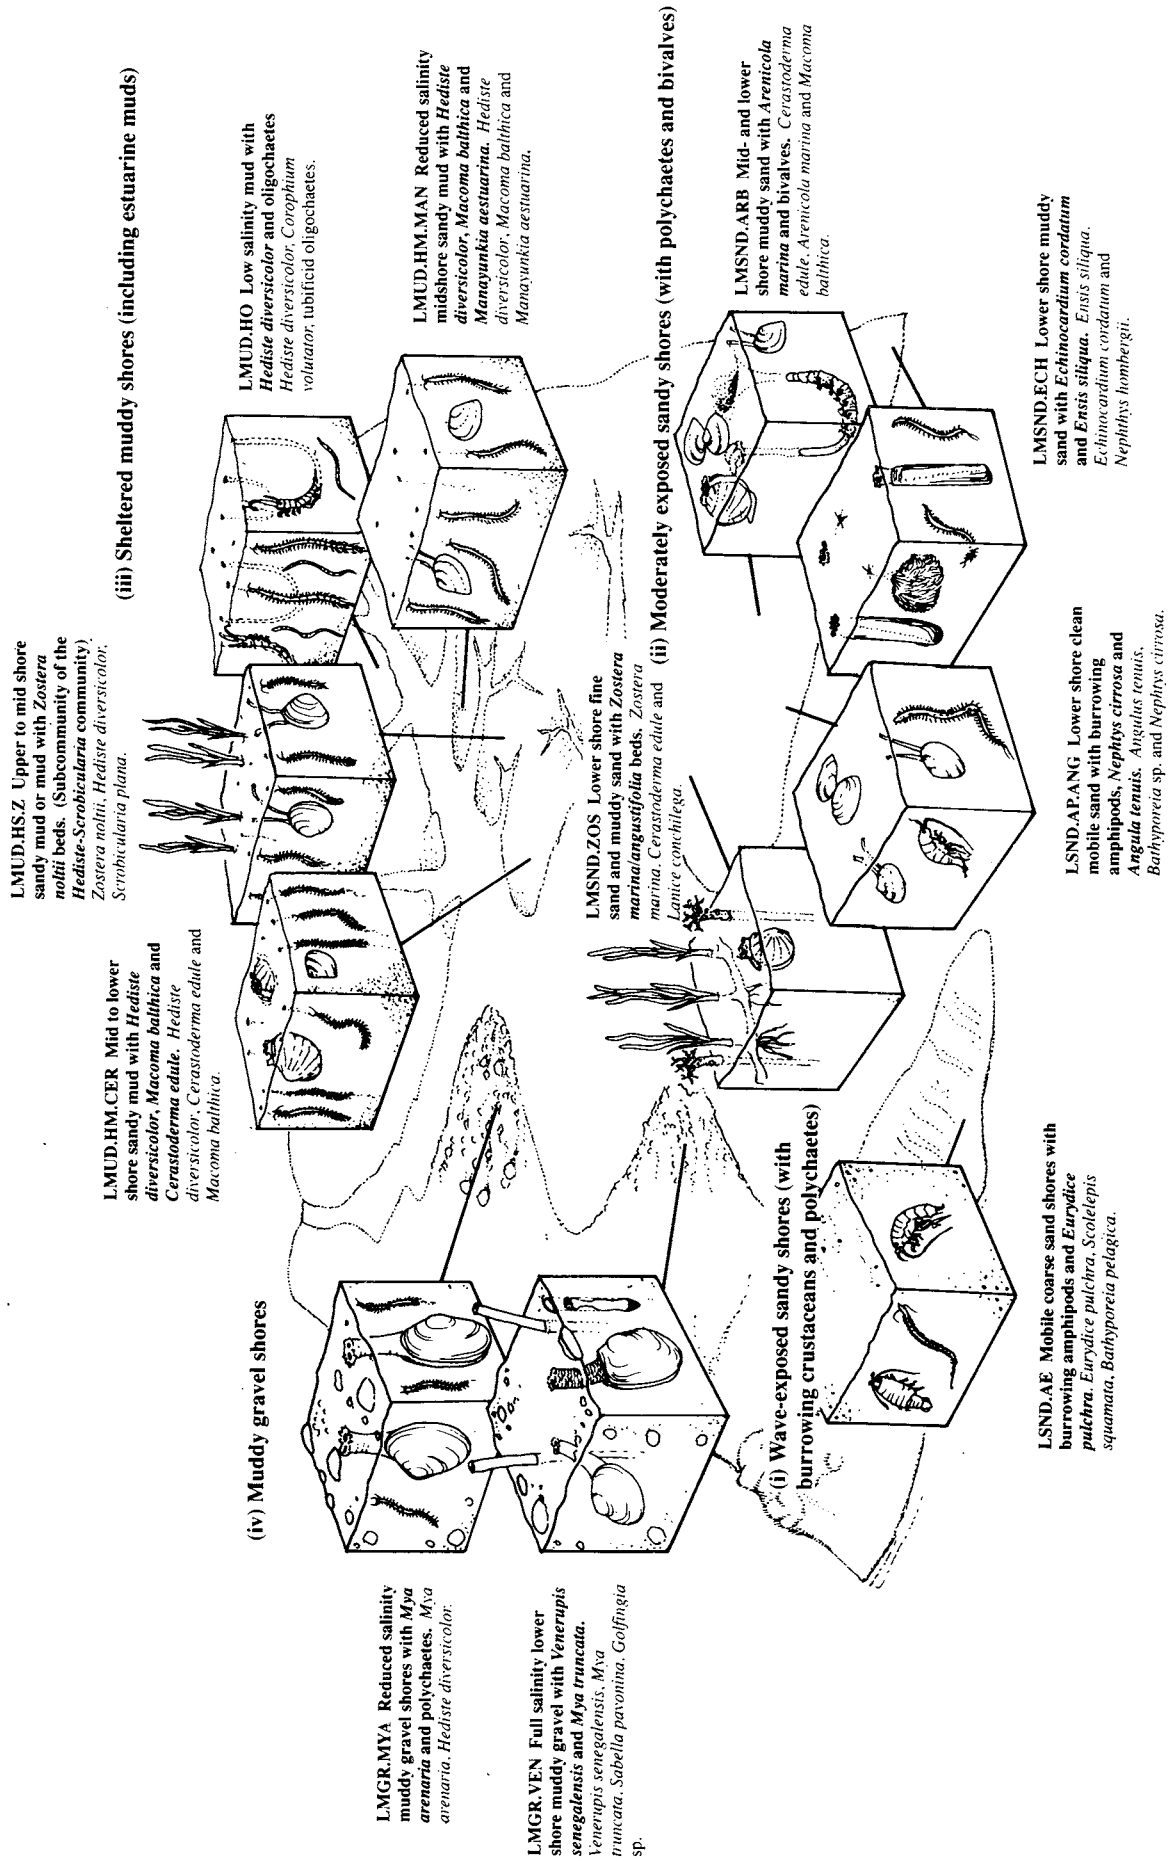 LMUD.HS.Z Upper to mid shore
sandy mud or mud with Zostera
noltii beds. (Subcommunity of the
Hediste-Scrobicularia community)
Zostera noltii, Hediste diversicolor,
Scrobicularia plana.
(iii) Sheltered muddy shores (including estuarine muds)
LMUD.HO Low salinity mud with
Hediste diversicolor and oligochaetes
Hediste diversicolor, Corophium
volutator, tubificid oligochaetes.
LMUD.HM.MAN Reduced salinity
midshore sandy mud with Hediste
diversicolor, Macoma balthica and
Manayunkia aestuarina. Hediste
diversicolor, Macoma balthica and
Manayunkia aestuarina.
LMUD.HM.CER Mid to lower
shore sandy mud with Hediste
diversicolor, Macoma balthica and
Cerastoderma edule. Hediste
diversicolor, Cerastoderma edule and
Macoma balthica.
(iv) Muddy gravel shores
LMGR.MYA Reduced salinity
muddy gravel shores with Mya
arenaria and polychaetes. Mya
arenaria, Hediste diversicolor.
LMGR.VEN Full salinity lower
shore muddy gravel with Venerupis
senegalensis and Mya truncata.
Venerupis senegalensis, Mya
truncata, Sabella pavonina, Golfingia
sp.
LMSND.ZOS Lower shore fine
sand and muddy sand with Zostera
marina/angustifolia beds. Zostera
marina, Cerastoderma edule and
Lanice conchilega.
(ii) Moderately exposed sandy shores (with polychaetes and bivalves)
LMSND.ARB Mid- and lower
shore muddy sand with Arenicola
marina and bivalves. Cerastoderma
edule, Arenicola marina and Macoma
balthica.
LMSND.ECH Lower shore muddy
sand with Echinocardium cordatum
and Ensis siliqua. Ensis siliqua,
Echinocardium cordatum and
Nephthys hombergii.
LSND.AP.ANG Lower shore clean
mobile sand with burrowing
amphipods, Nephtys cirrosa and
Angula tenuis. Angulus tenuis,
Bathyporeia sp. and Nephtys cirrosa.
(i) Wave-exposed sandy shores (with
burrowing crustaceans and polychaetes)
LSND.AE Mobile coarse sand shores with
burrowing amphipods and Eurydice
pulchra. Eurydice pulchra, Scolelepis
squamata, Bathyporeia pelagica.